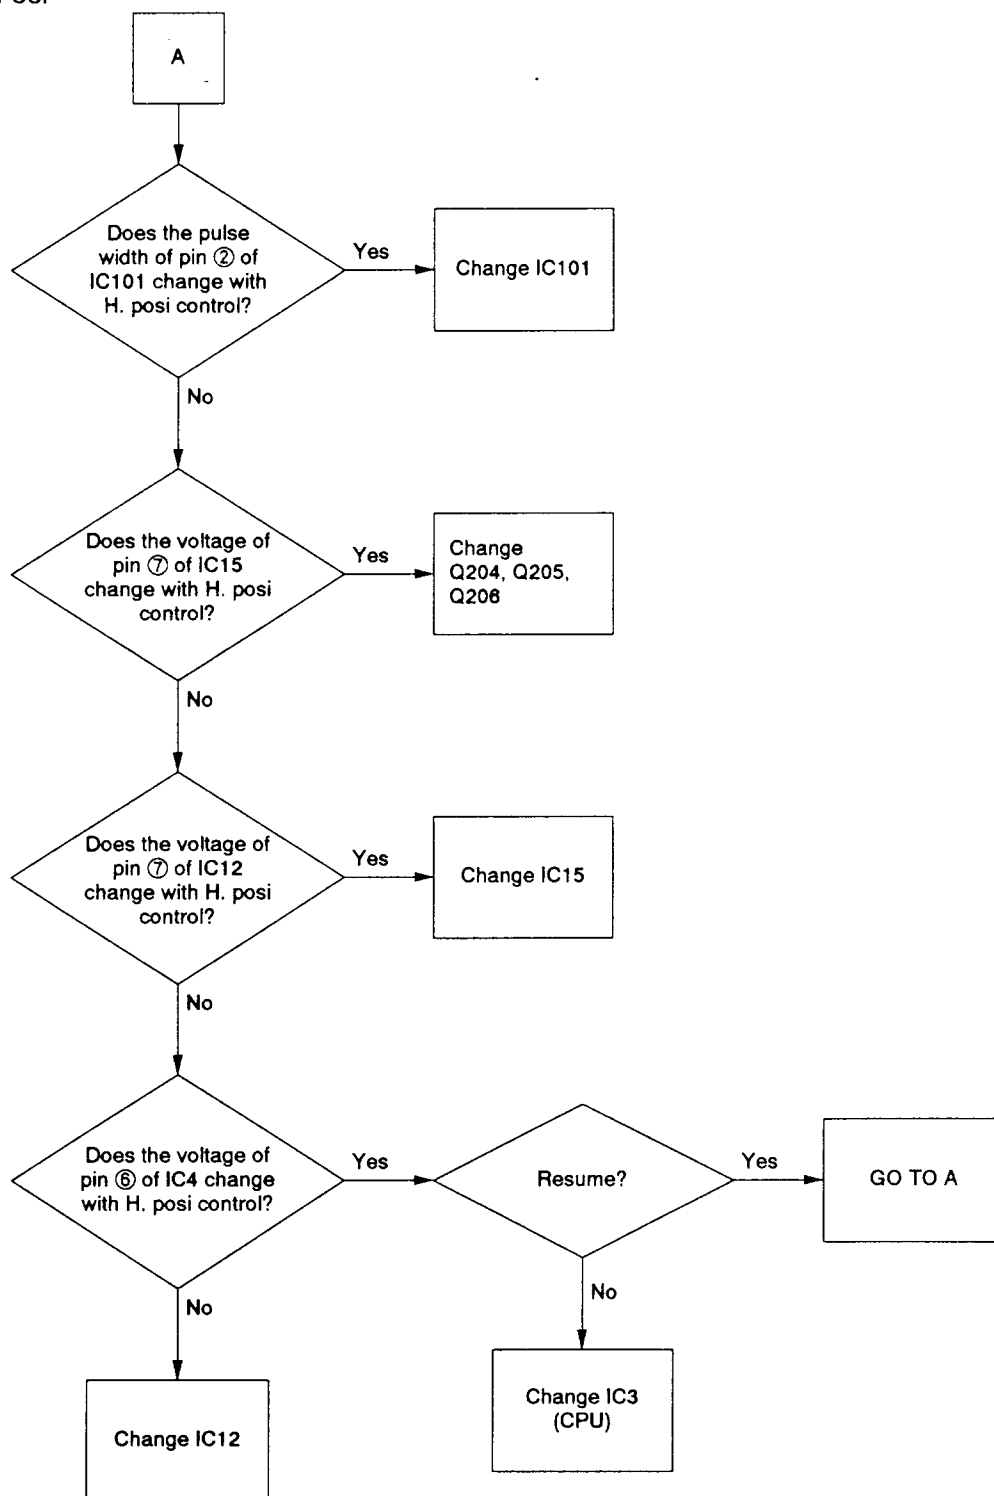 A
Does the pulse
width of pin ② of
IC101 change with
H. posi control?
Yes
Change IC101
No
Does the voltage of
pin ⑦ of IC15
change with H. posi
control?
Yes
Change
Q204, Q205,
Q206
No
Does the voltage of
pin ⑦ of IC12
change with H. posi
control?
Yes
Change IC15
No
Does the voltage of
pin ⑥ of IC4 change
with H. posi control?
Yes
Resume?
Yes
GO TO A
No
No
Change IC3
(CPU)
Change IC12